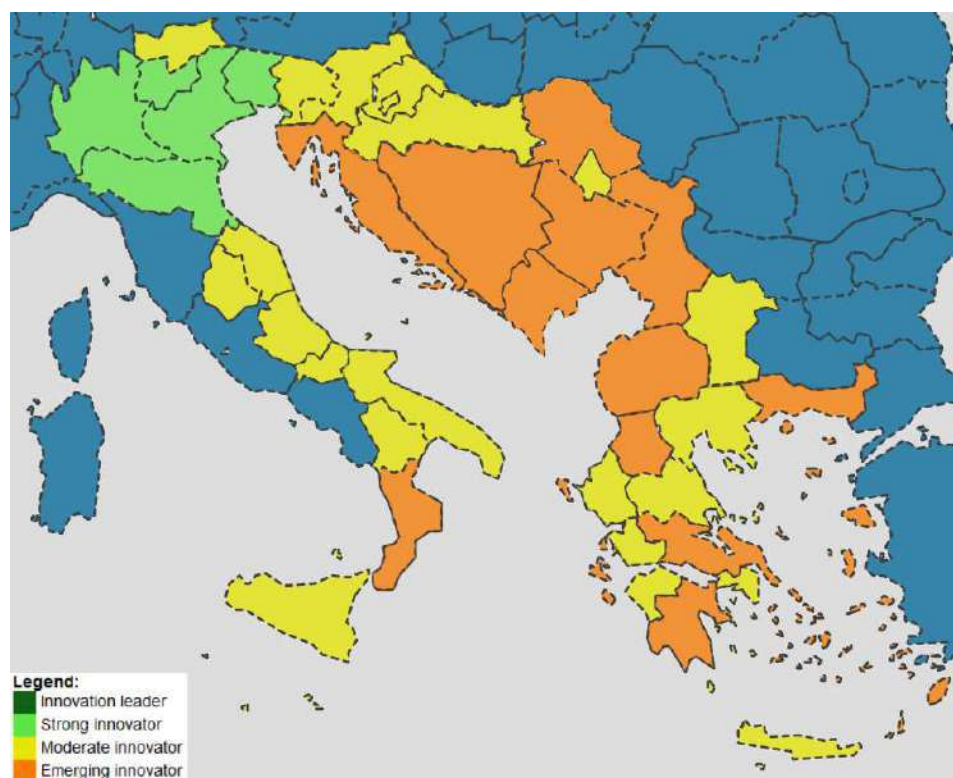 Legend:
Innovation leader
Strong innovator
Moderate innovator
Emerging innovator